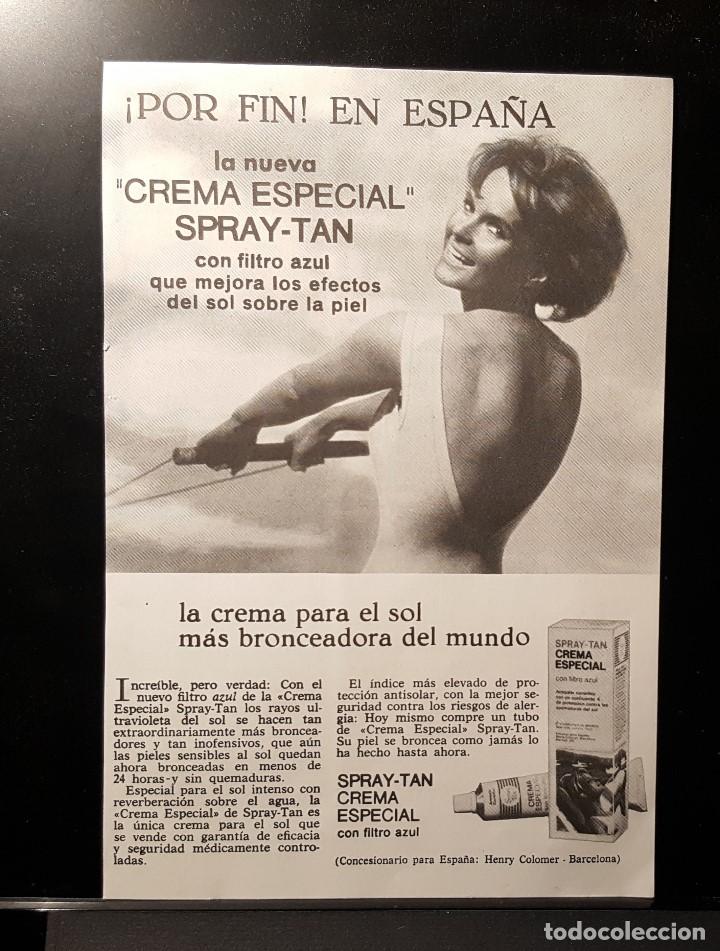 ¡POR FIN! EN ESPAÑA
la nueva
"CREMA ESPECIAL"
SPRAY-TAN
con filtro azul
que mejora los efectos
del sol sobre la piel
la crema para el sol
más bronceadora del mundo
Increíble, pero verdad: Con el
nuevo filtro azul de la «Crema
Especial» Spray-Tan los rayos ul-
travioleta del sol se hacen tan
extraordinariamente más broncea-
dores y tan inofensivos, que aún
las pieles sensibles al sol quedan
ahora bronceadas en menos de
24 horas-y sin quemaduras.
Especial para el sol intenso con
reverberación sobre el agua, la
«Crema Especial» de Spray-Tan es
la única crema para el sol que
se vende con garantía de eficacia
y seguridad médicamente contro-
ladas.
El índice más elevado de pro-
tección antisolar, con la mejor se-
guridad contra los riesgos de aler-
gia: Hoy mismo compre un tubo
de «Crema Especial» Spray-Tan.
Su piel se broncea como jamás lo
ha hecho hasta ahora.
SPRAY-TAN
CREMA
ESPECIAL
con filtro azul
SPRAY-TAN
CREMA
ESPECIAL
con filtro azul
CREMA
(Concesionario para España: Henry Colomer - Barcelona)
todocoleccion